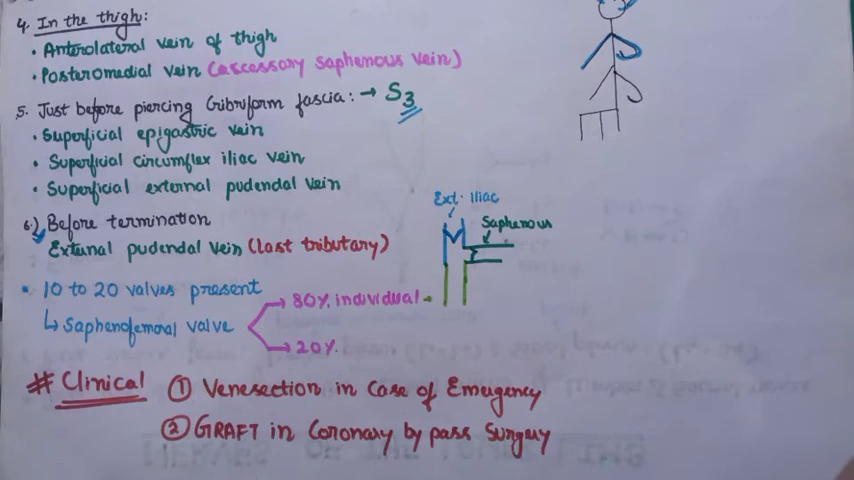 4. In the thigh:
• Anterolateral vein of thigh
• Posteromedial vein (ascessary saphenous vein)
5. Just before piercing Cribriform fascia: → S3
• Superficial epigastric vein
• Superficial circumflex iliac vein
• Superficial external pudendal vein
6.) Before termination
External pudendal vein (last tributary)
Ext. Iliac
Saphenous
• 10 to 20 valves present
↳ Saphenofemoral valve
→ 80% individual
→ 20%.
# Clinical ① Venesection in Case of Emergency
② GRAFT in Coronary by pass Surgery